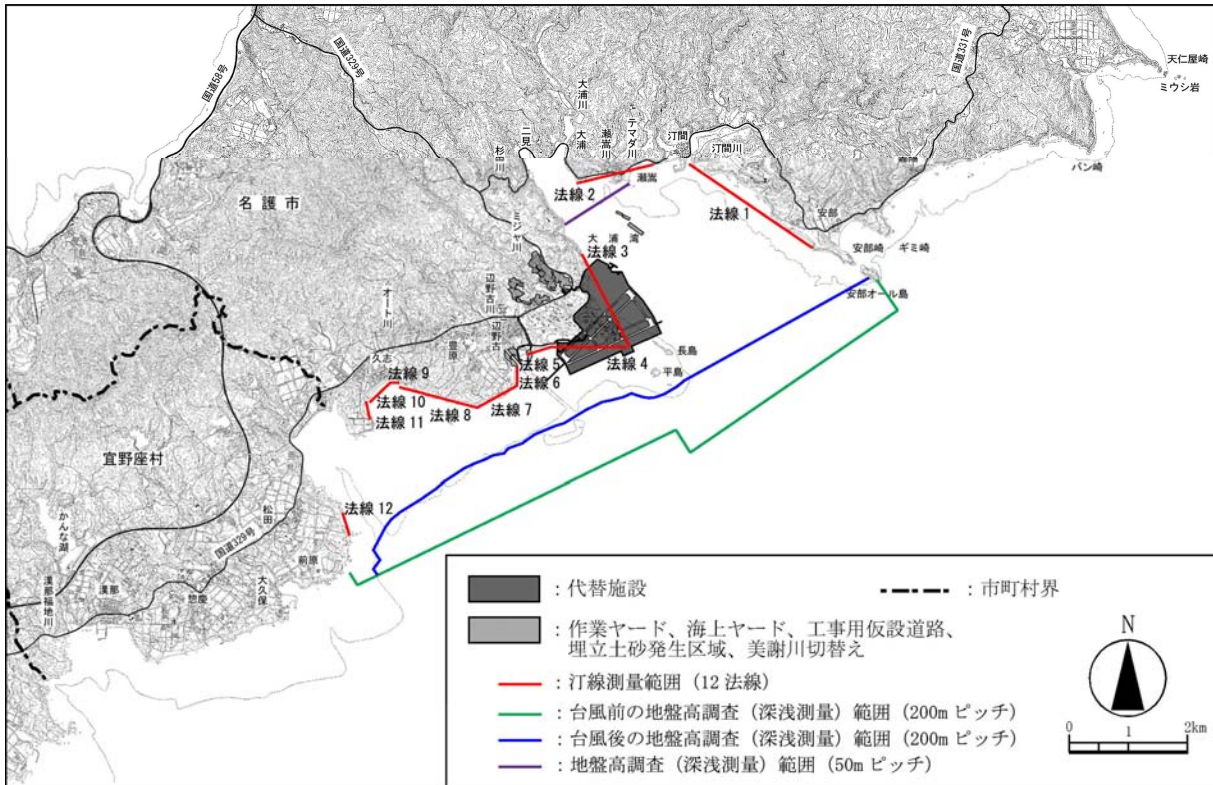 国道58号
国道329号
国道331号
天仁屋崎
ミウシ岩
バン崎
大浦川
大浦
瀬嵩川
テマダ川
汀間
汀間川
二見
杉田川
瀬嵩
法線 2
法線 1
名護市
大浦湾
安部
安部崎
ギミ崎
ミジャ川
法線 3
安部オール島
辺野古川
オート川
辺野古
豊原
久志
長島
平島
法線 4
法線 5
法線 6
法線 7
法線 8
法線 9
法線 10
法線 11
宜野座村
法線 12
松田
かんな湖
国道329号
前原
大久保
惣慶
漢那
漢那福地川
：代替施設
：市町村界
：作業ヤード、海上ヤード、工事用仮設道路、
埋立土砂発生区域、美謝川切替え
：汀線測量範囲（12 法線）
：台風前の地盤高調査（深浅測量）範囲（200m ピッチ）
：台風後の地盤高調査（深浅測量）範囲（200m ピッチ）
：地盤高調査（深浅測量）範囲（50m ピッチ）
N
0 1 2km